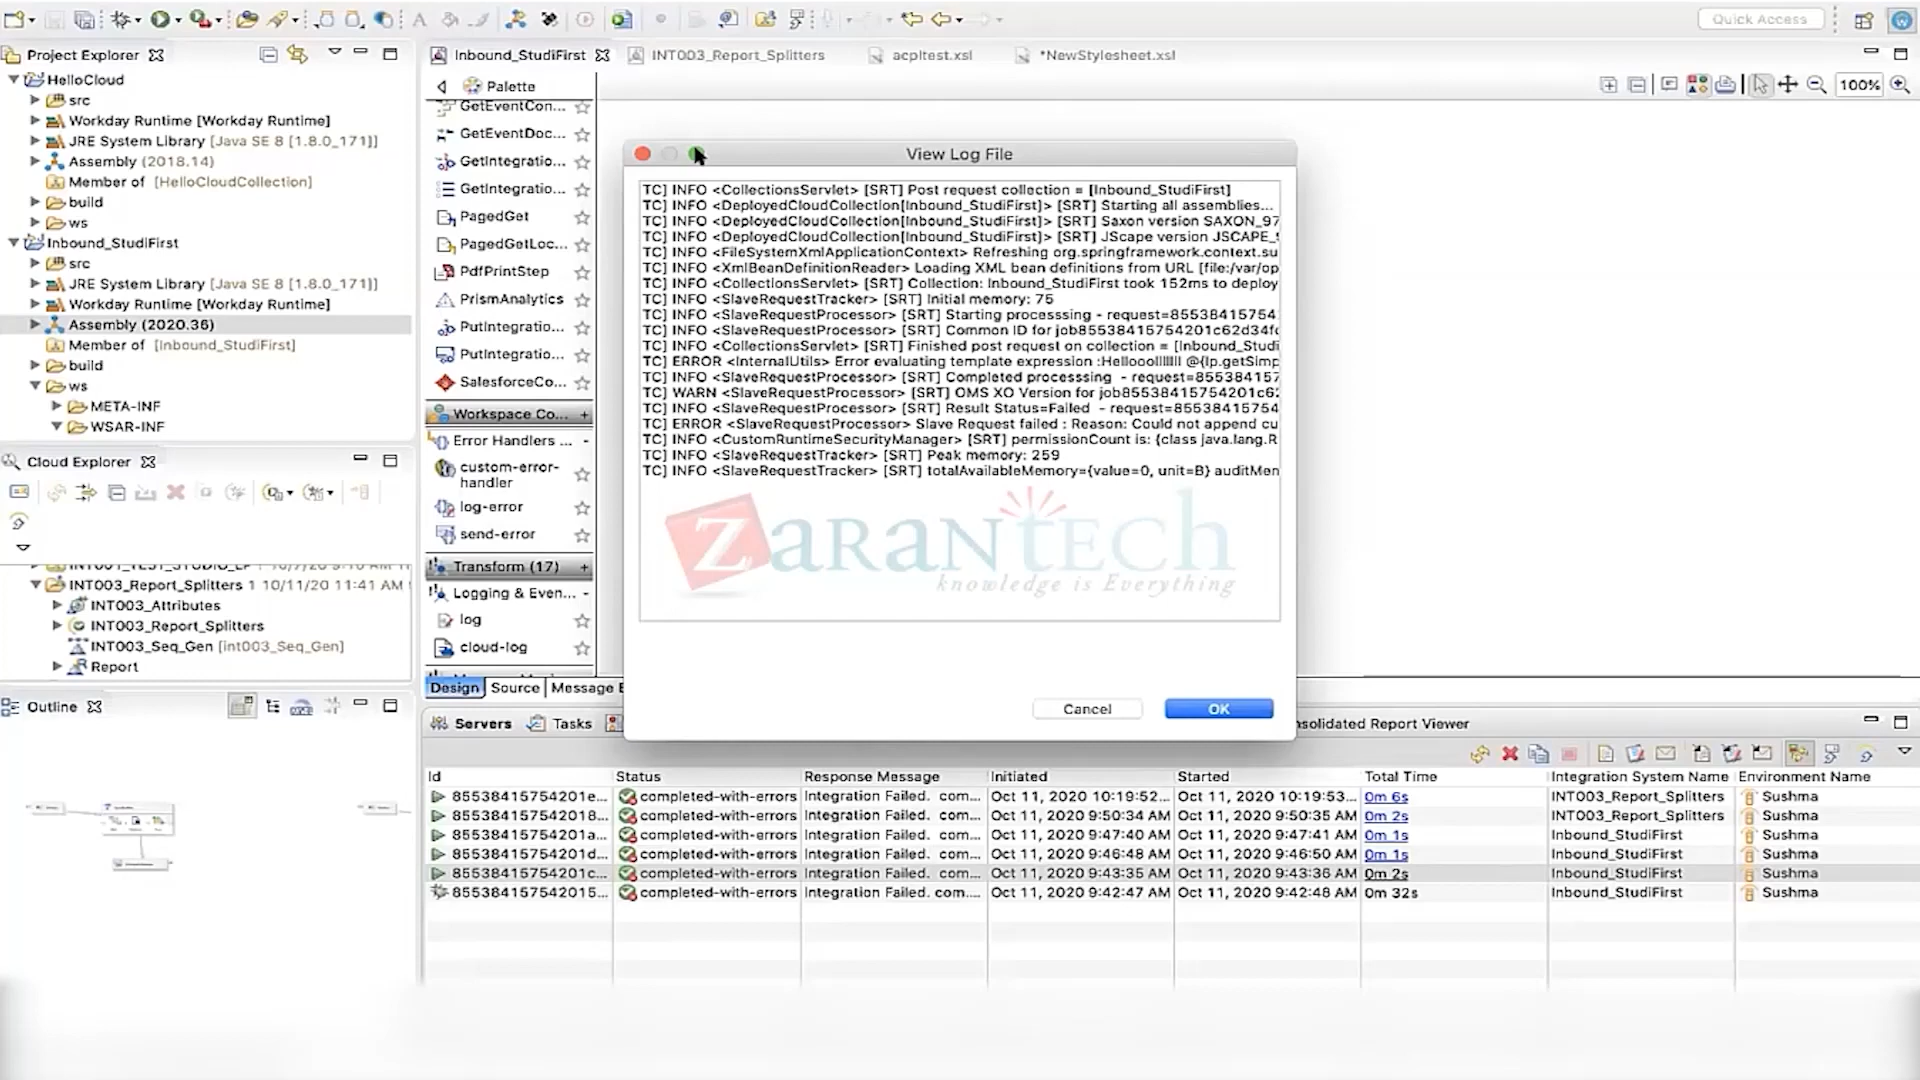 Quick Access
Project Explorer
HelloCloud
src
Workday Runtime [Workday Runtime]
JRE System Library [Java SE 8 [1.8.0_171]]
Assembly (2018.14)
Member of [HelloCloudCollection]
build
ws
Inbound_StudiFirst
src
JRE System Library [Java SE 8 [1.8.0_171]]
Workday Runtime [Workday Runtime]
Assembly (2020.36)
Member of [Inbound_StudiFirst]
build
ws
META-INF
WSAR-INF
Cloud Explorer
INT003_Report_Splitters 1 10/11/20 11:41 AM
INT003_Attributes
INT003_Report_Splitters
INT003_Seq_Gen [int003_Seq_Gen]
Report
Outline
Inbound_StudiFirst INT003_Report_Splitters acpltest.xsl *NewStylesheet.xsl
100%
Palette
GetEventCon...
GetEventDoc...
GetIntegratio...
GetIntegratio...
PagedGet
PagedGetLoc...
PdfPrintStep
PrismAnalytics
PutIntegratio...
PutIntegratio...
SalesforceCo...
Workspace Co... +
Error Handlers ... -
custom-error-
handler
log-error
send-error
Transform (17) +
Logging & Even... -
log
cloud-log
Design Source Message E
View Log File
TC] INFO <CollectionsServlet> [SRT] Post request collection = [Inbound_StudiFirst]
TC] INFO <DeployedCloudCollection[Inbound_StudiFirst]> [SRT] Starting all assemblies...
TC] INFO <DeployedCloudCollection[Inbound_StudiFirst]> [SRT] Saxon version SAXON_97
TC] INFO <DeployedCloudCollection[Inbound_StudiFirst]> [SRT] JScape version JSCAPE_
TC] INFO <FileSystemXmlApplicationContext> Refreshing org.springframework.context.su
TC] INFO <XmlBeanDefinitionReader> Loading XML bean definitions from URL [file:/var/op
TC] INFO <CollectionsServlet> [SRT] Collection: Inbound_StudiFirst took 152ms to deploy
TC] INFO <SlaveRequestTracker> [SRT] Initial memory: 75
TC] INFO <SlaveRequestProcessor> [SRT] Starting processsing - request=85538415754
TC] INFO <SlaveRequestProcessor> [SRT] Common ID for job85538415754201c62d34f
TC] INFO <CollectionsServlet> [SRT] Finished post request on collection = [Inbound_Studi
TC] ERROR <InternalUtils> Error evaluating template expression :Hellooolllllll @{lp.getSimp
TC] INFO <SlaveRequestProcessor> [SRT] Completed processsing - request=85538415
TC] WARN <SlaveRequestProcessor> [SRT] OMS XO Version for job85538415754201c6
TC] INFO <SlaveRequestProcessor> [SRT] Result Status=Failed - request=85538415754
TC] ERROR <SlaveRequestProcessor> Slave Request failed : Reason: Could not append cu
TC] INFO <CustomRuntimeSecurityManager> [SRT] permissionCount is: {class java.lang.R
TC] INFO <SlaveRequestTracker> [SRT] Peak memory: 259
TC] INFO <SlaveRequestTracker> [SRT] totalAvailableMemory={value=0, unit=B} auditMem
ZARANTECH
knowledge is Everything
Cancel OK
Servers Tasks nsolidated Report Viewer
Id Status Response Message Initiated Started Total Time Integration System Name Environment Name
85538415754201e... completed-with-errors Integration Failed. com.... Oct 11, 2020 10:19:52... Oct 11, 2020 10:19:53... 0m 6s INT003_Report_Splitters Sushma
855384157542018... completed-with-errors Integration Failed. com.... Oct 11, 2020 9:50:34 AM Oct 11, 2020 9:50:35 AM 0m 2s INT003_Report_Splitters Sushma
85538415754201a... completed-with-errors Integration Failed. com.... Oct 11, 2020 9:47:40 AM Oct 11, 2020 9:47:41 AM 0m 1s Inbound_StudiFirst Sushma
85538415754201d... completed-with-errors Integration Failed. com.... Oct 11, 2020 9:46:48 AM Oct 11, 2020 9:46:50 AM 0m 1s Inbound_StudiFirst Sushma
85538415754201c... completed-with-errors Integration Failed. com.... Oct 11, 2020 9:43:35 AM Oct 11, 2020 9:43:36 AM 0m 2s Inbound_StudiFirst Sushma
855384157542015... completed-with-errors Integration Failed. com.... Oct 11, 2020 9:42:47 AM Oct 11, 2020 9:42:48 AM 0m 32s Inbound_StudiFirst Sushma